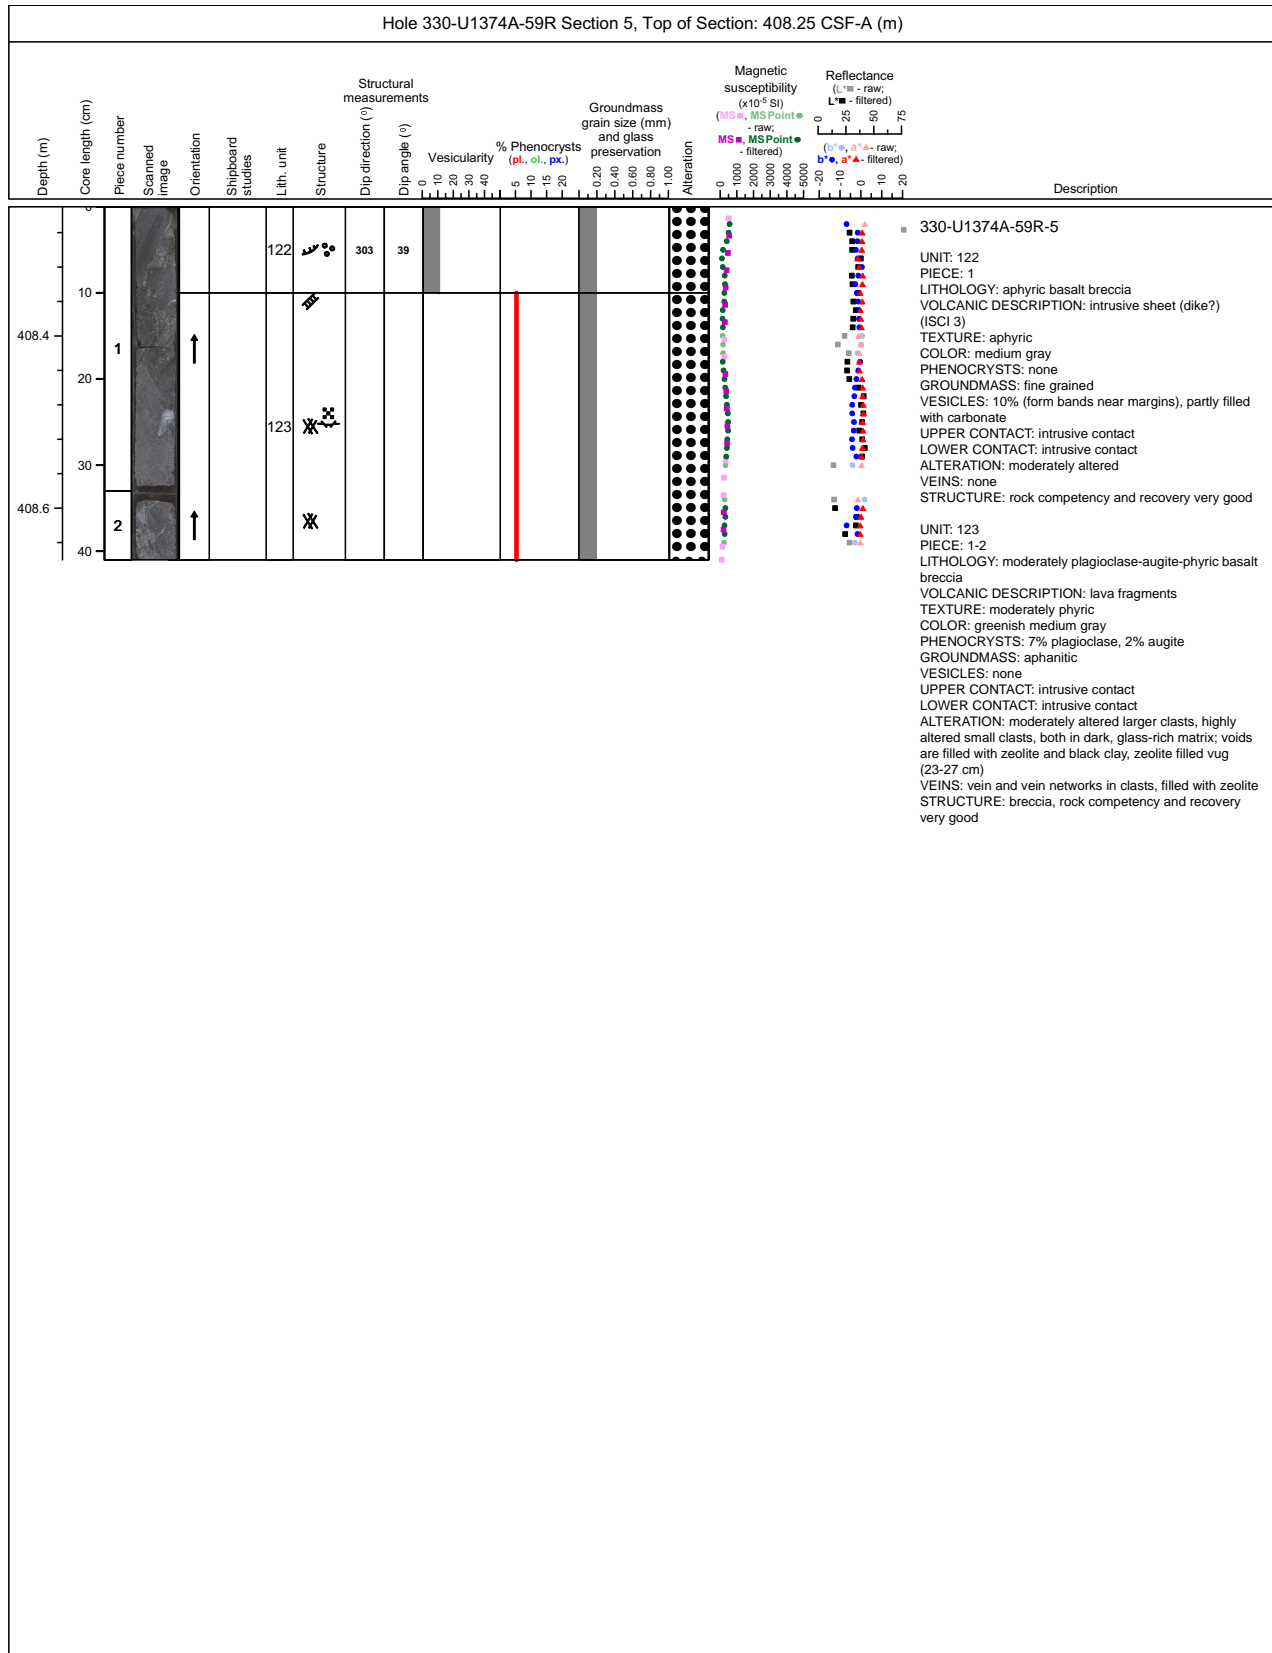 Hole 330-U1374A-59R Section 5, Top of Section: 408.25 CSF-A (m)
Depth (m)
Core length (cm)
Piece number
Scanned
image
Orientation
Shipboard
studies
Lith. unit
Structure
Structural
measurements
Dip direction (°)
Dip angle (°)
Vesicularity
0 10 20 30 40
% Phenocrysts
(pl., ol., px.)
5 10 15 20
Groundmass
grain size (mm)
and glass
preservation
0.20 0.40 0.60 0.80 1.00
Alteration
Magnetic
susceptibility
(x10-5 SI)
(MS■, MSPoint●
- raw;
MS■, MSPoint●
- filtered)
0 1000 2000 3000 4000 5000
Reflectance
(L*■ - raw;
L*■ - filtered)
0 25 50 75
(b*●, a*▲- raw;
b*●, a*▲- filtered)
-20 -10 0 10 20
Description
408.4
408.6
0
10
20
30
40
1
2
122
123
303
39
330-U1374A-59R-5
UNIT: 122
PIECE: 1
LITHOLOGY: aphyric basalt breccia
VOLCANIC DESCRIPTION: intrusive sheet (dike?)
(ISCI 3)
TEXTURE: aphyric
COLOR: medium gray
PHENOCRYSTS: none
GROUNDMASS: fine grained
VESICLES: 10% (form bands near margins), partly filled
with carbonate
UPPER CONTACT: intrusive contact
LOWER CONTACT: intrusive contact
ALTERATION: moderately altered
VEINS: none
STRUCTURE: rock competency and recovery very good
UNIT: 123
PIECE: 1-2
LITHOLOGY: moderately plagioclase-augite-phyric basalt
breccia
VOLCANIC DESCRIPTION: lava fragments
TEXTURE: moderately phyric
COLOR: greenish medium gray
PHENOCRYSTS: 7% plagioclase, 2% augite
GROUNDMASS: aphanitic
VESICLES: none
UPPER CONTACT: intrusive contact
LOWER CONTACT: intrusive contact
ALTERATION: moderately altered larger clasts, highly
altered small clasts, both in dark, glass-rich matrix; voids
are filled with zeolite and black clay, zeolite filled vug
(23-27 cm)
VEINS: vein and vein networks in clasts, filled with zeolite
STRUCTURE: breccia, rock competency and recovery
very good